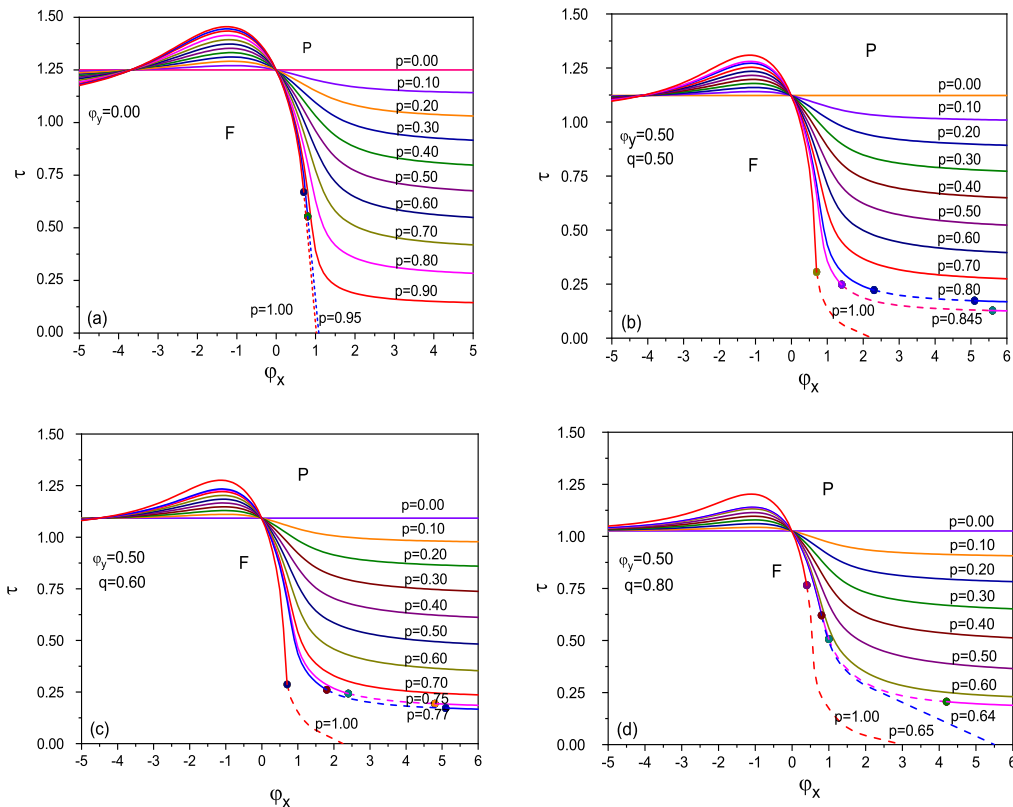 1.50
1.25
1.00
0.75
0.50
0.25
0.00
τ
P
F
φy=0.00
p=0.00
p=0.10
p=0.20
p=0.30
p=0.40
p=0.50
p=0.60
p=0.70
p=0.80
p=0.90
p=1.00
p=0.95
(a)
-5 -4 -3 -2 -1 0 1 2 3 4 5
φx
1.50
1.25
1.00
0.75
0.50
0.25
0.00
τ
P
F
φy=0.50
q=0.50
p=0.00
p=0.10
p=0.20
p=0.30
p=0.40
p=0.50
p=0.60
p=0.70
p=0.80
p=1.00
p=0.845
(b)
-5 -4 -3 -2 -1 0 1 2 3 4 5 6
φx
1.50
1.25
1.00
0.75
0.50
0.25
0.00
τ
P
F
φy=0.50
q=0.60
p=0.00
p=0.10
p=0.20
p=0.30
p=0.40
p=0.50
p=0.60
p=0.70
p=0.75
p=0.77
p=1.00
(c)
-5 -4 -3 -2 -1 0 1 2 3 4 5 6
φx
1.50
1.25
1.00
0.75
0.50
0.25
0.00
τ
P
F
φy=0.50
q=0.80
p=0.00
p=0.10
p=0.20
p=0.30
p=0.40
p=0.50
p=0.60
p=0.64
p=1.00
p=0.65
(d)
-5 -4 -3 -2 -1 0 1 2 3 4 5 6
φx